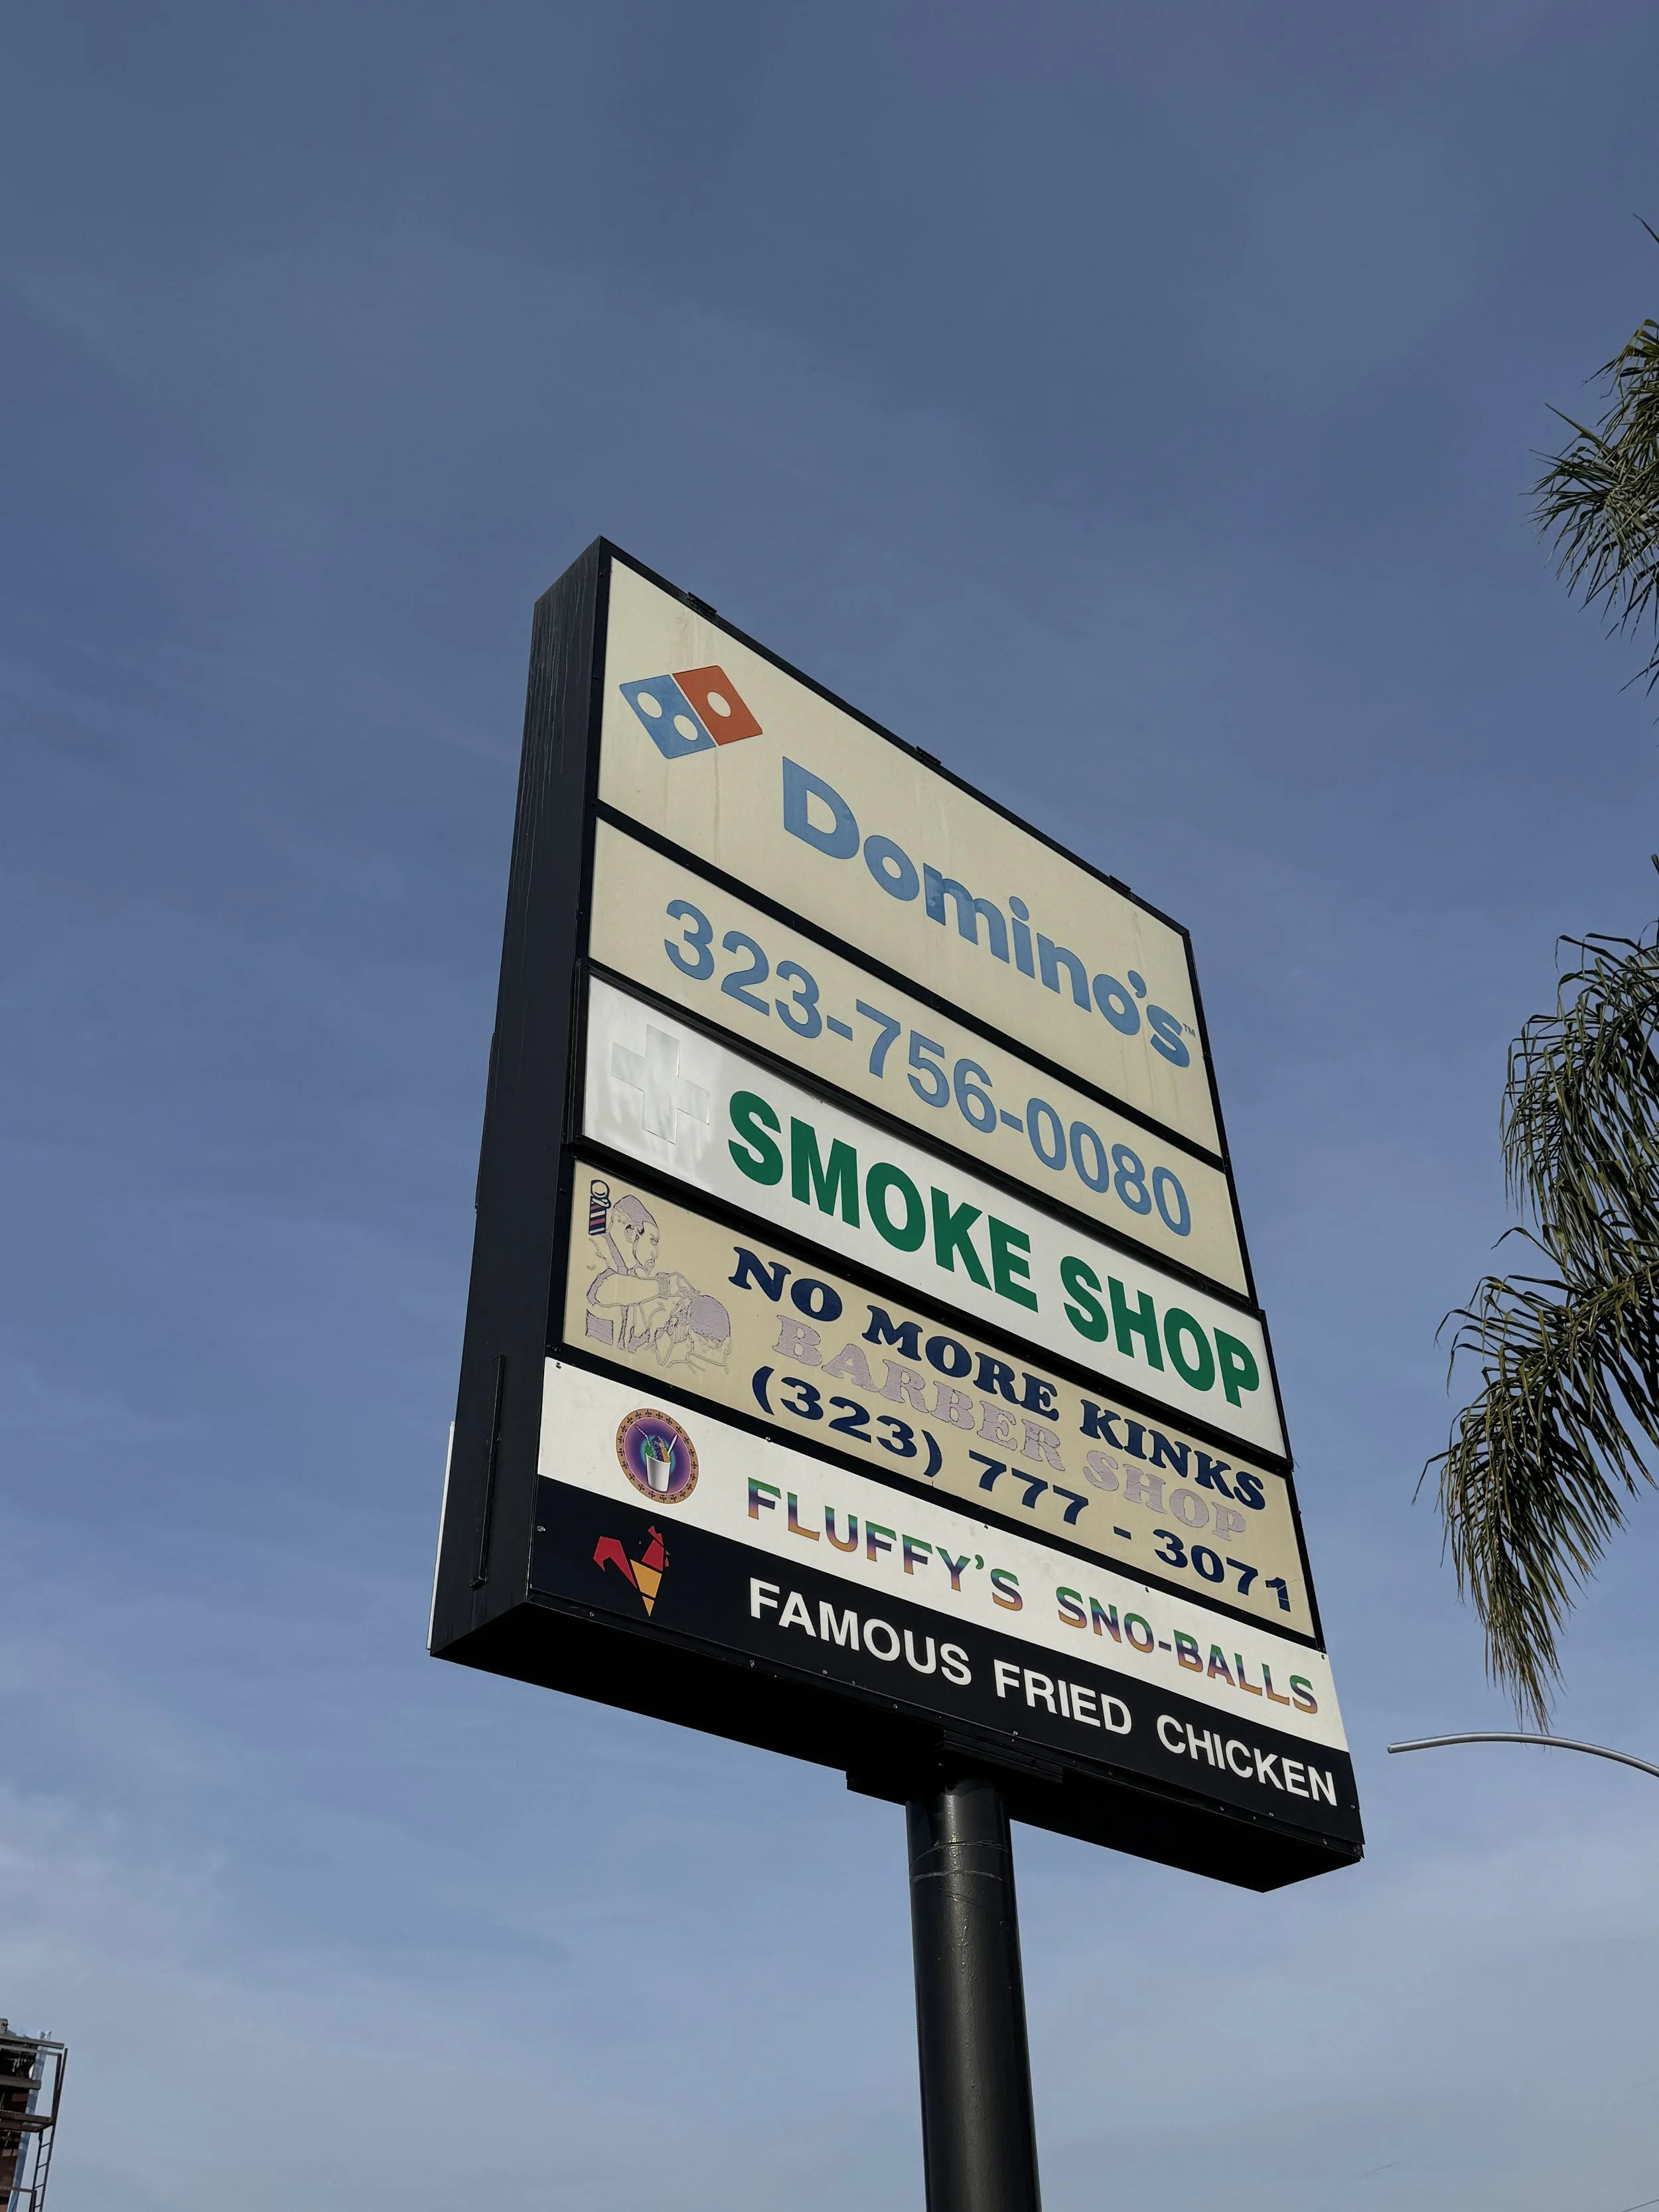 Domino's™
323-756-0080
SMOKE SHOP
NO MORE KINKS
BARBER SHOP
(323) 777 - 3071
FLUFFY'S SNO-BALLS
FAMOUS FRIED CHICKEN